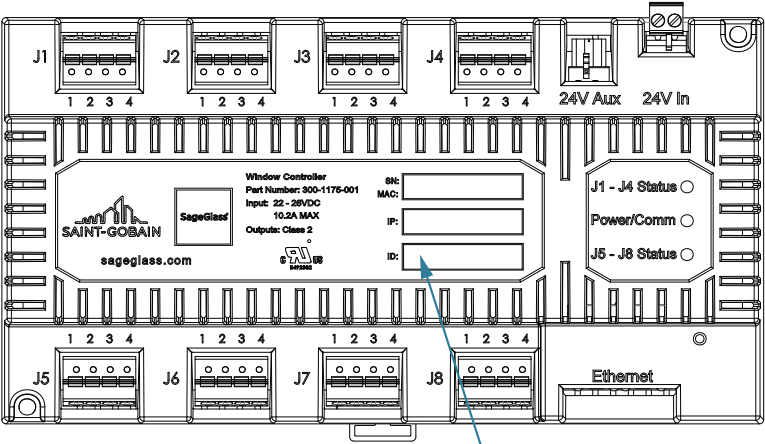 J1
J2
J3
J4
1 2 3 4
1 2 3 4
1 2 3 4
1 2 3 4
24V Aux
24V In
Window Controller
Part Number: 300-1175-001
Input: 22 - 26VDC
10.2A MAX
Outputs: Class 2
SN:
MAC:
IP:
ID:
SAINT-GOBAIN
SageGlass
sageglass.com
C RU US
E472302
J1 - J4 Status
Power/Comm
J5 - J8 Status
1 2 3 4
1 2 3 4
1 2 3 4
1 2 3 4
J5
J6
J7
J8
Ethernet